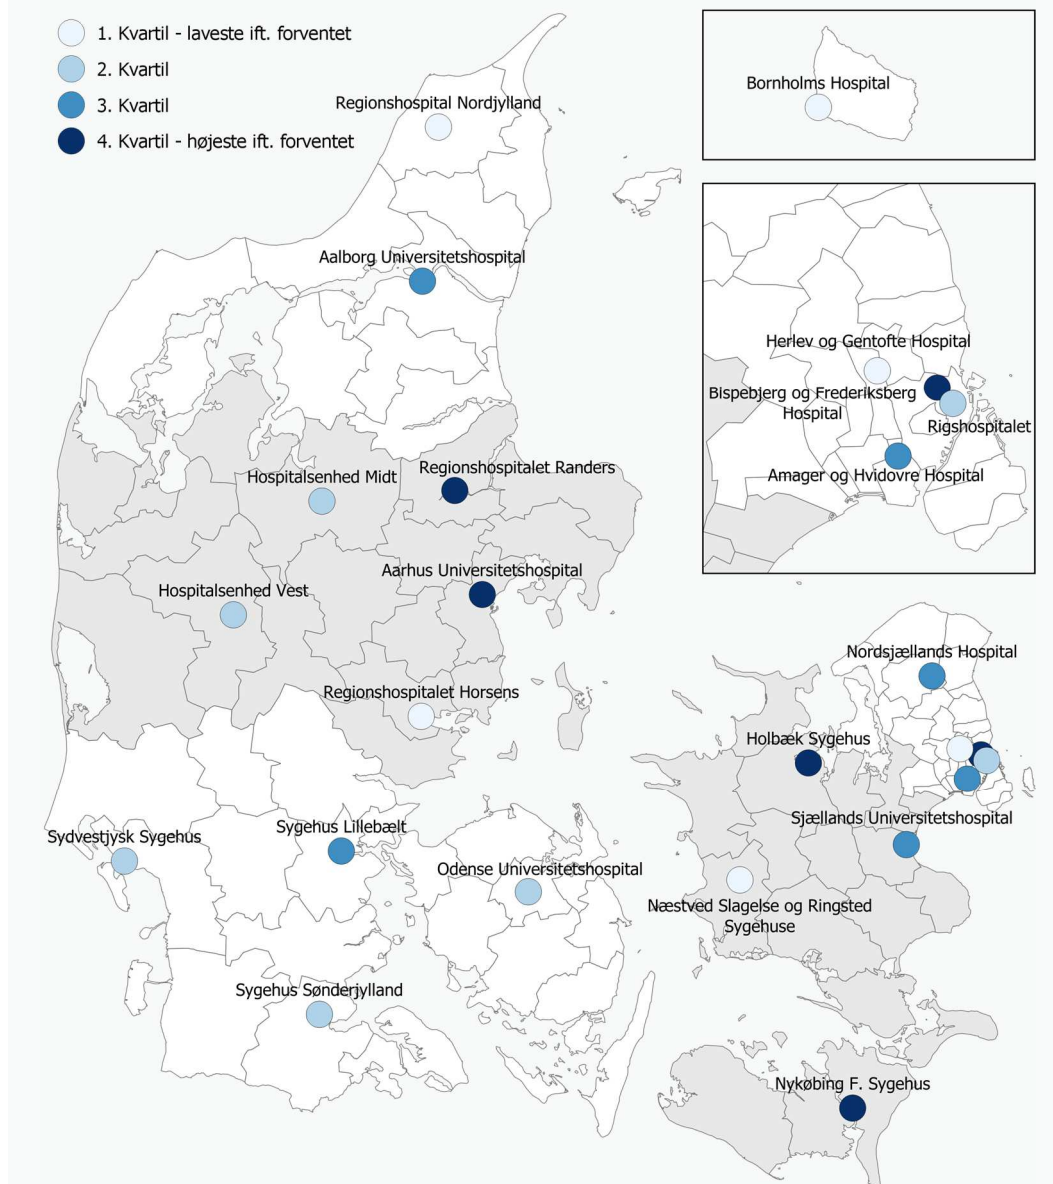 1. Kvartil - laveste ift. forventet
2. Kvartil
3. Kvartil
4. Kvartil - højeste ift. forventet
Regionshospital Nordjylland
Aalborg Universitetshospital
Hospitalsenhed Midt
Regionshospitalet Randers
Aarhus Universitetshospital
Hospitalsenhed Vest
Regionshospitalet Horsens
Sydvestjysk Sygehus
Sygehus Lillebælt
Odense Universitetshospital
Sygehus Sønderjylland
Bornholms Hospital
Herlev og Gentofte Hospital
Bispebjerg og Frederiksberg
Hospital
Rigshospitalet
Amager og Hvidovre Hospital
Nordsjællands Hospital
Holbæk Sygehus
Sjællands Universitetshospital
Næstved Slagelse og Ringsted
Sygehuse
Nykøbing F. Sygehus